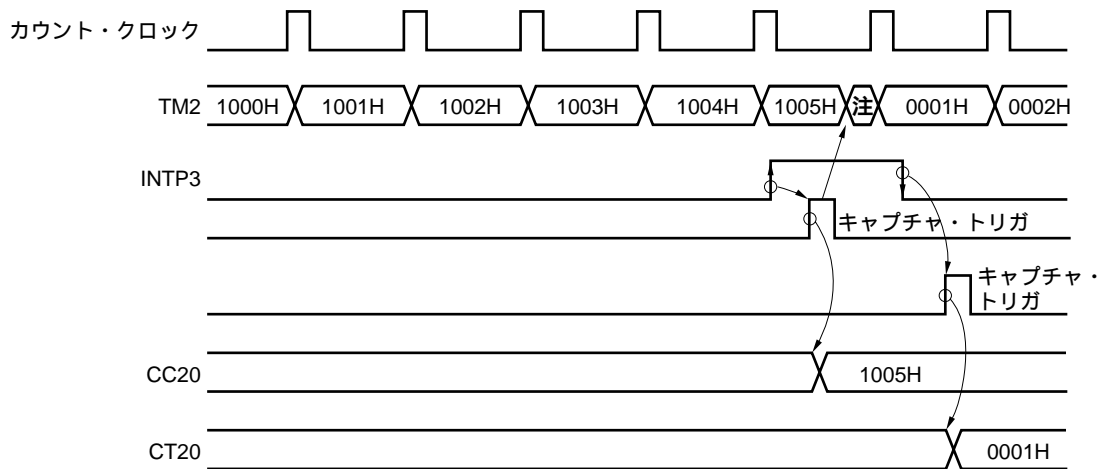 カウント・クロック
TM2 1000H 1001H 1002H 1003H 1004H 1005H 注 0001H 0002H
INTP3
キャプチャ・トリガ
キャプチャ・
トリガ
CC20 1005H
CT20 0001H